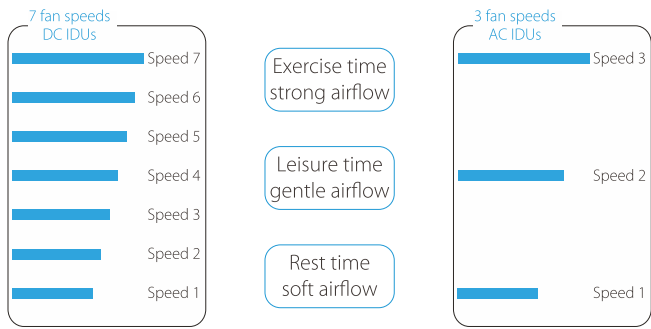 7 fan speeds
DC IDUs
Speed 7
Speed 6
Speed 5
Speed 4
Speed 3
Speed 2
Speed 1
Exercise time
strong airflow
Leisure time
gentle airflow
Rest time
soft airflow
3 fan speeds
AC IDUs
Speed 3
Speed 2
Speed 1